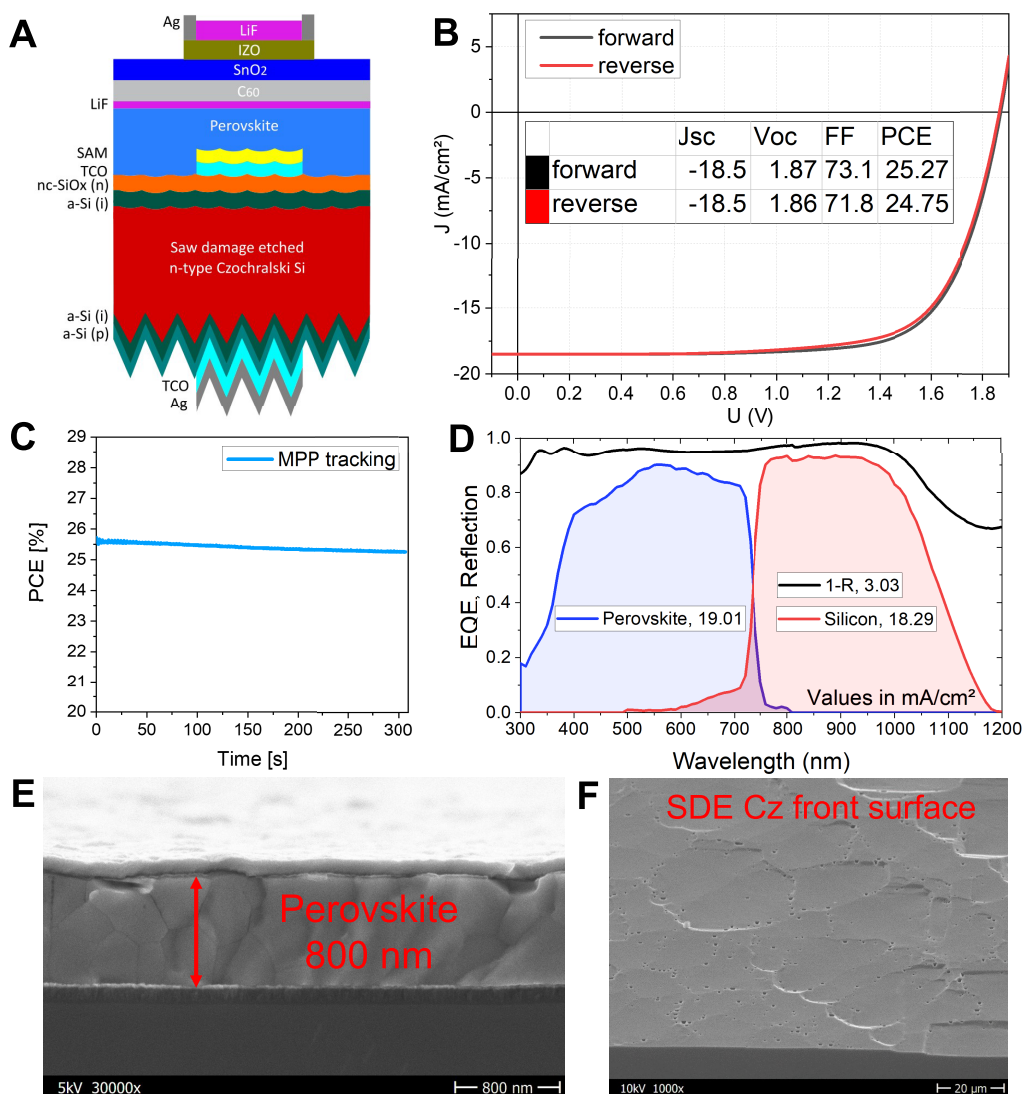 A
Ag
LiF
IZO
SnO2
C60
LiF
Perovskite
SAM
TCO
nc-SiOx (n)
a-Si (i)
Saw damage etched
n-type Czochralski Si
a-Si (i)
a-Si (p)
TCO
Ag
B
forward
reverse
Jsc Voc FF PCE
forward -18.5 1.87 73.1 25.27
reverse -18.5 1.86 71.8 24.75
J (mA/cm²)
5
0
-5
-10
-15
-20
0.0 0.2 0.4 0.6 0.8 1.0 1.2 1.4 1.6 1.8
U (V)
C
MPP tracking
PCE [%]
29
28
27
26
25
24
23
22
21
20
0 50 100 150 200 250 300
Time [s]
D
EQE, Reflection
1.0
0.8
0.6
0.4
0.2
0.0
1-R, 3.03
Perovskite, 19.01
Silicon, 18.29
Values in mA/cm²
300 400 500 600 700 800 900 1000 1100 1200
Wavelength (nm)
E
Perovskite
800 nm
5kV 30000x
800 nm
F
SDE Cz front surface
10kV 1000x
20 µm